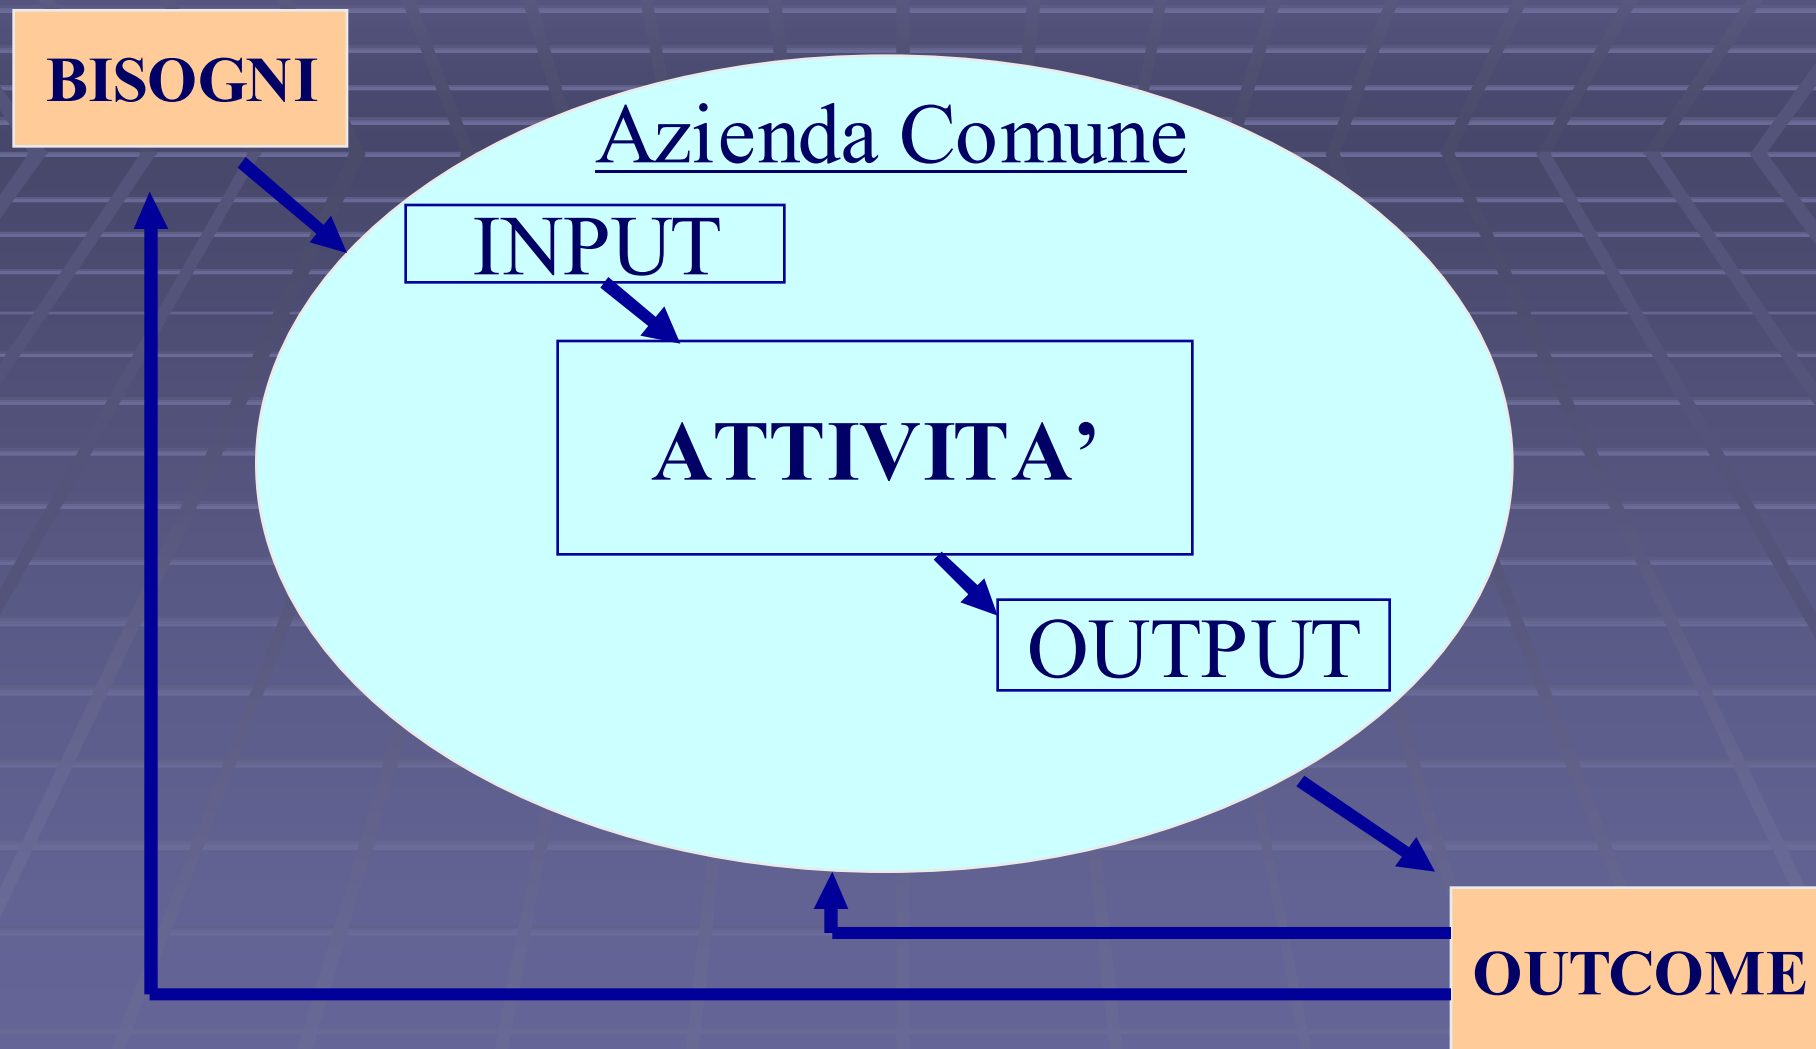 BISOGNI
Azienda Comune
INPUT
ATTIVITA’
OUTPUT
OUTCOME